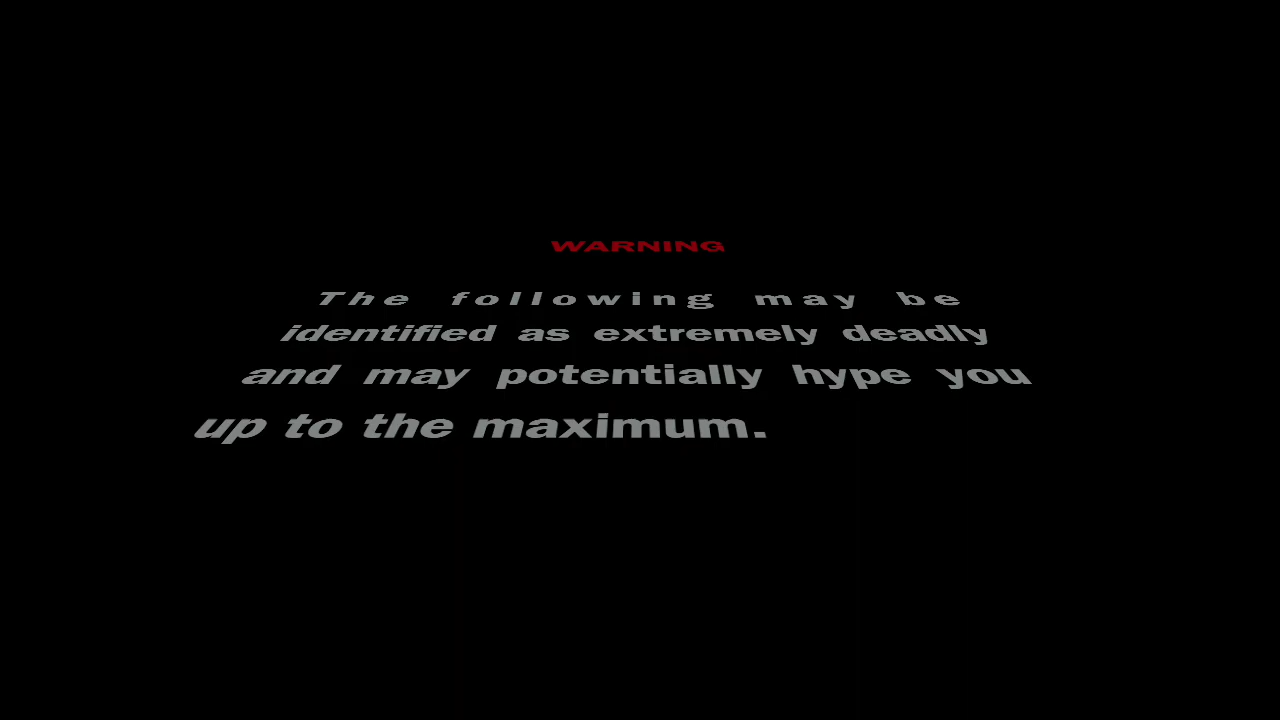 WARNING
The following may be
identified as extremely deadly
and may potentially hype you
up to the maximum.